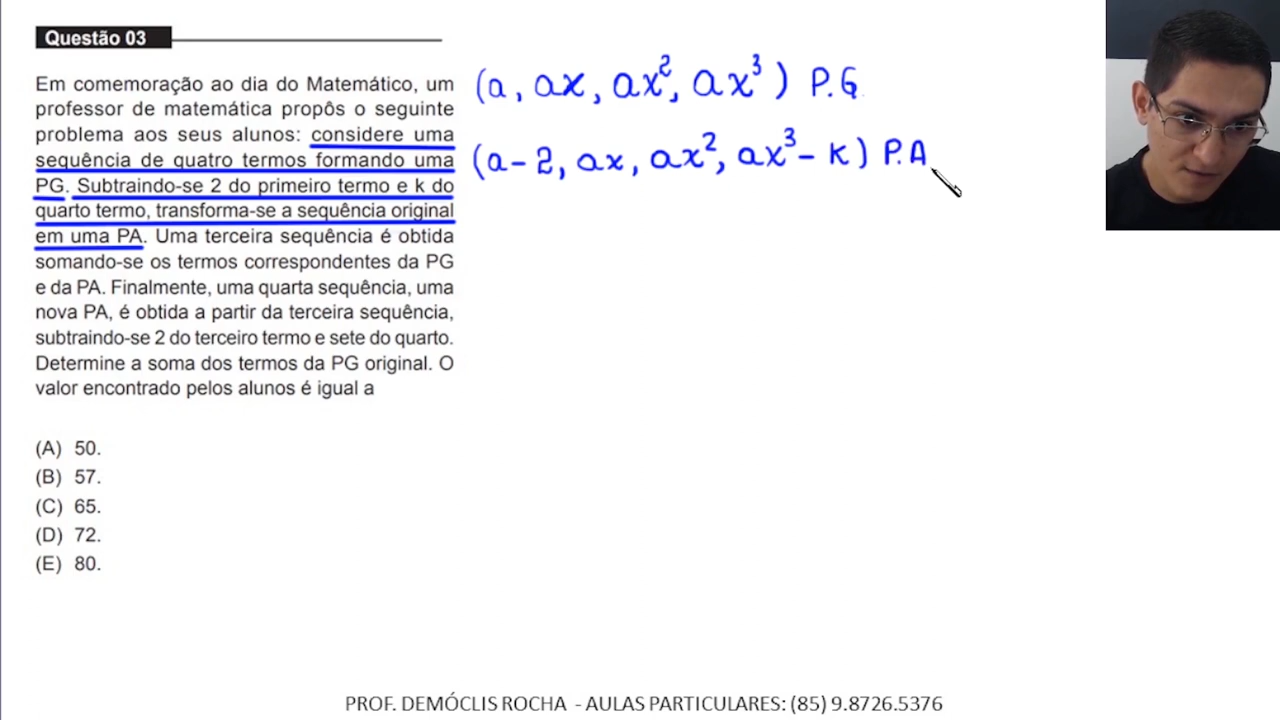 Questão 03
Em comemoração ao dia do Matemático, um
professor de matemática propôs o seguinte
problema aos seus alunos: considere uma
sequência de quatro termos formando uma
PG. Subtraindo-se 2 do primeiro termo e k do
quarto termo, transforma-se a sequência original
em uma PA. Uma terceira sequência é obtida
somando-se os termos correspondentes da PG
e da PA. Finalmente, uma quarta sequência, uma
nova PA, é obtida a partir da terceira sequência,
subtraindo-se 2 do terceiro termo e sete do quarto.
Determine a soma dos termos da PG original. O
valor encontrado pelos alunos é igual a
(A) 50.
(B) 57.
(C) 65.
(D) 72.
(E) 80.
(a, ax, ax², ax³) P.G.
(a-2, ax, ax², ax³-k) P.A
PROF. DEMÓCLIS ROCHA - AULAS PARTICULARES: (85) 9.8726.5376